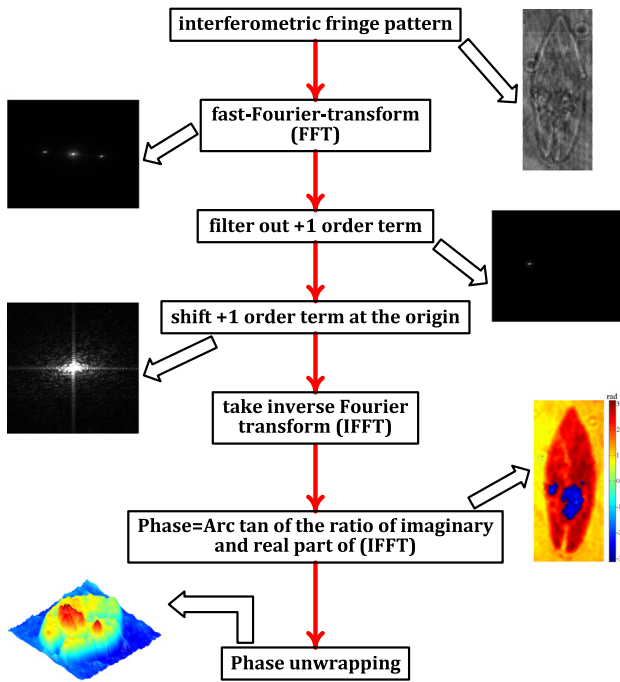 interferometric fringe pattern
fast-Fourier-transform
(FFT)
filter out +1 order term
shift +1 order term at the origin
take inverse Fourier
transform (IFFT)
rad
3
2
1
0
-1
-2
Phase=Arc tan of the ratio of imaginary
and real part of (IFFT)
Phase unwrapping